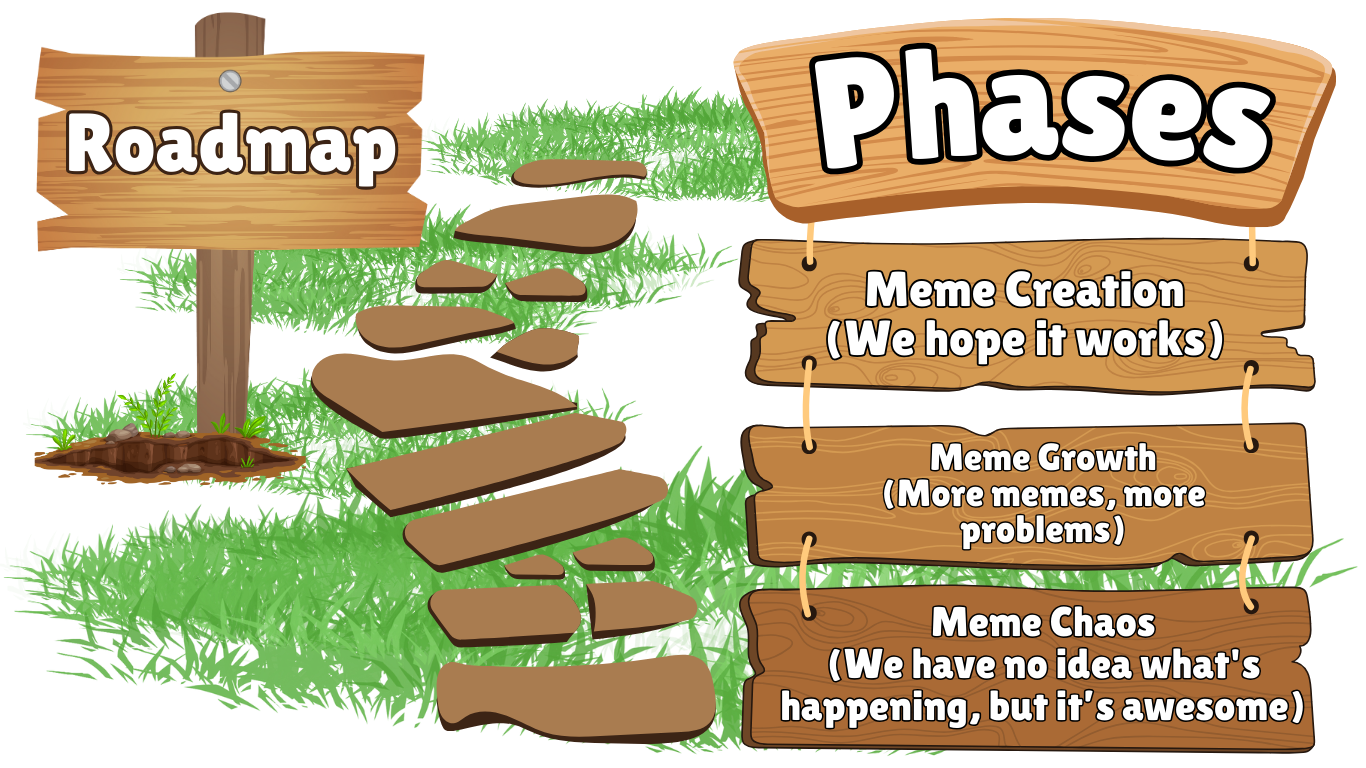 Roadmap
Phases
Meme Creation
(We hope it works)
Meme Growth
(More memes, more
problems)
Meme Chaos
(We have no idea what's
happening, but it’s awesome)